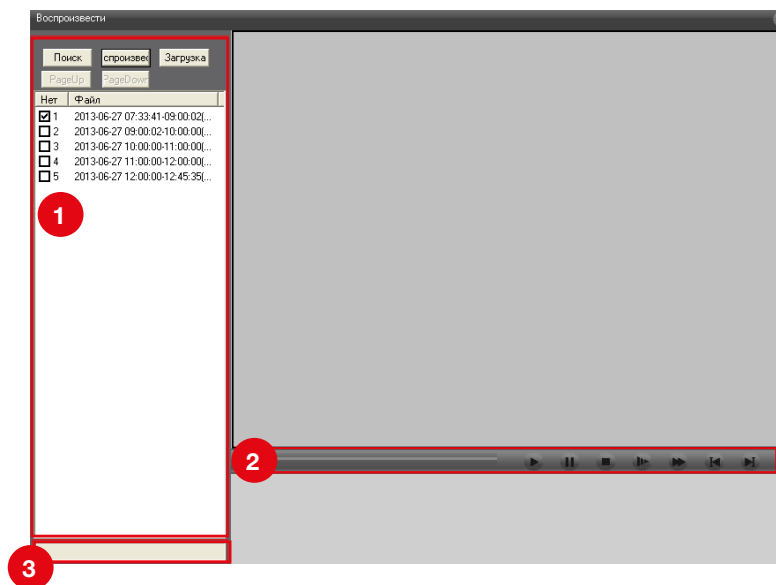 Воспроизвести
Поиск спроизвес Загрузка
PageUp PageDown
Нет Файл
1 2013-06-27 07:33:41-09:00:02(...
2 2013-06-27 09:00:02-10:00:00(...
3 2013-06-27 10:00:00-11:00:00(...
4 2013-06-27 11:00:00-12:00:00(...
5 2013-06-27 12:00:00-12:45:35(...
1
2
3